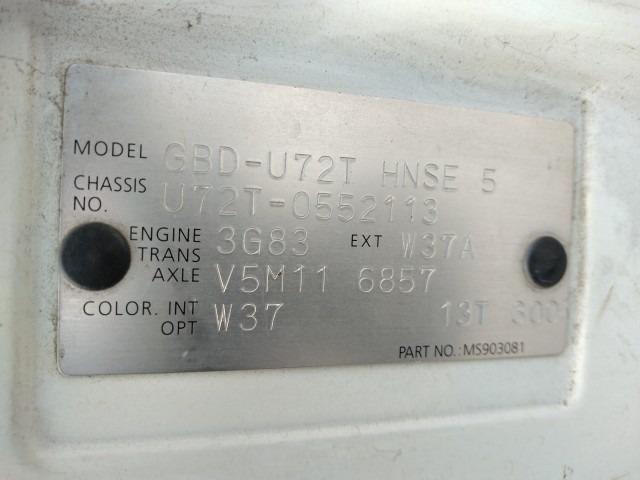 MODEL GBD-U72T HNSE 5
CHASSIS NO. U72T-0552113
ENGINE 3G83 EXT W37A
TRANS AXLE V5M11 6857
COLOR. INT W37 13T 600
OPT
PART NO.: MS903081